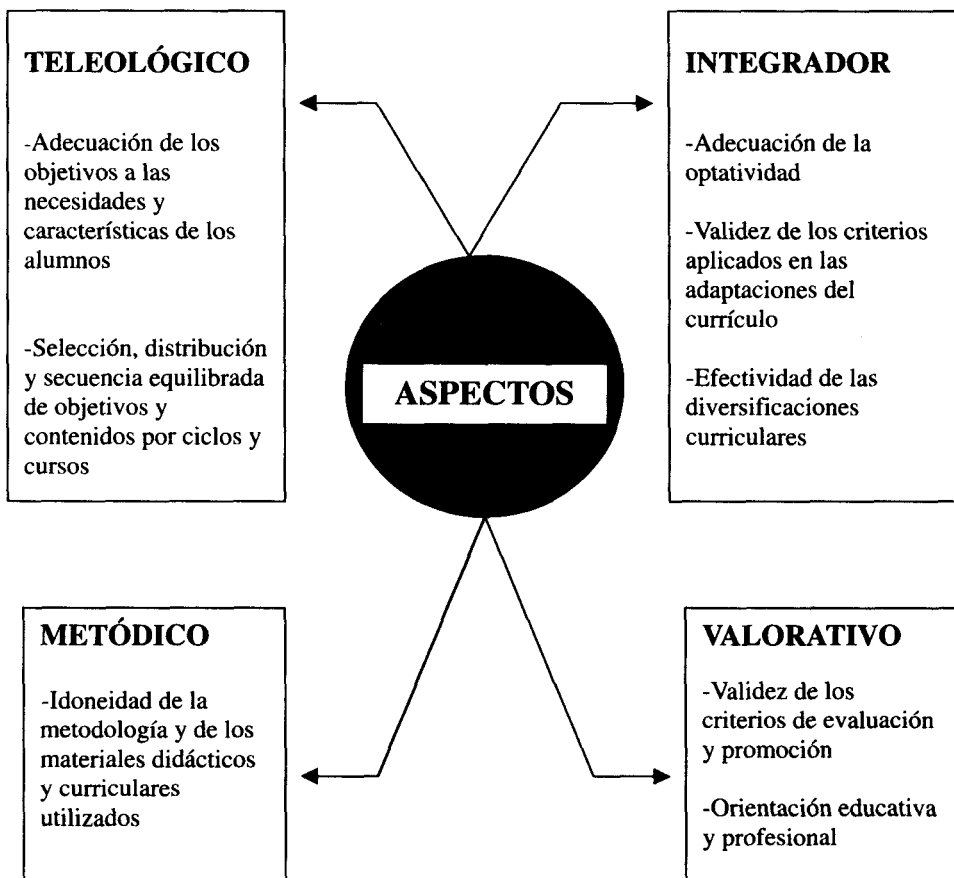 TELEOLÓGICO
-Adecuación de los
objetivos a las
necesidades y
características de los
alumnos
-Selección, distribución
y secuencia equilibrada
de objetivos y
contenidos por ciclos y
cursos
INTEGRADOR
-Adecuación de la
optatividad
-Validez de los criterios
aplicados en las
adaptaciones del
currículo
-Efectividad de las
diversificaciones
curriculares
ASPECTOS
METÓDICO
-Idoneidad de la
metodología y de los
materiales didácticos
y curriculares
utilizados
VALORATIVO
-Validez de los
criterios de evaluación
y promoción
-Orientación educativa
y profesional